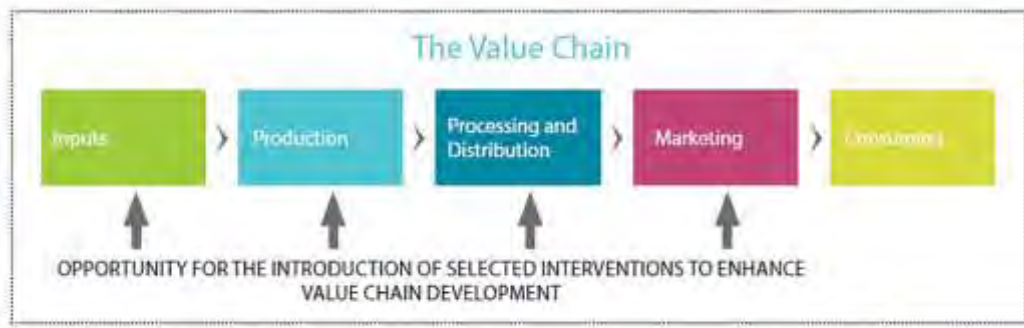 The Value Chain
Inputs
Production
Processing and
Distribution
Marketing
OPPORTUNITY FOR THE INTRODUCTION OF SELECTED INTERVENTIONS TO ENHANCE
VALUE CHAIN DEVELOPMENT